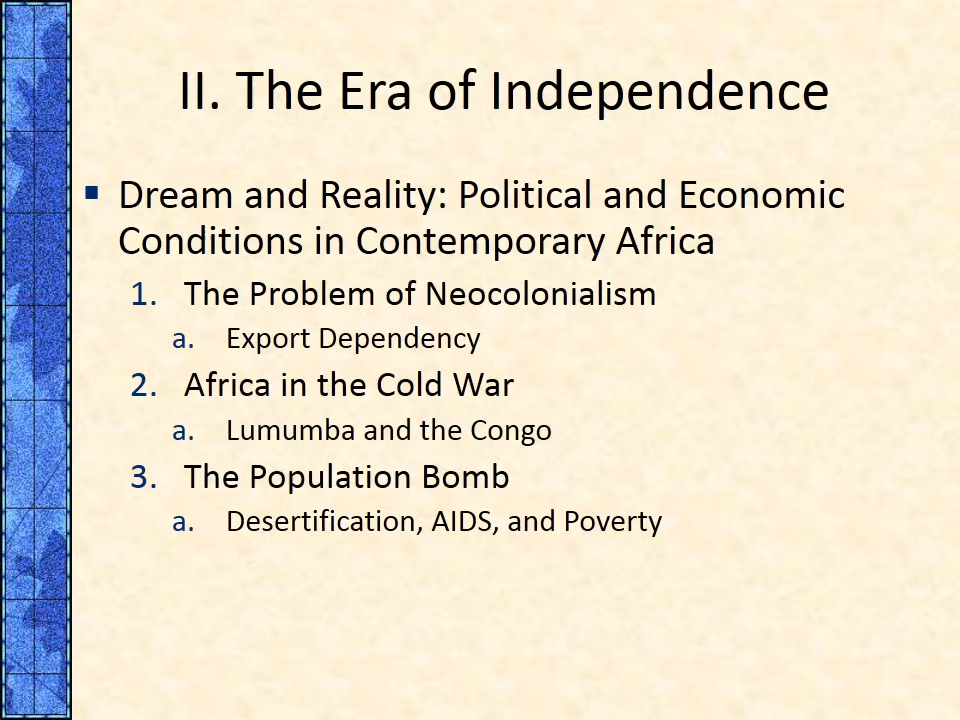 II. The Era of Independence
▪ Dream and Reality: Political and Economic
Conditions in Contemporary Africa
1. The Problem of Neocolonialism
a. Export Dependency
2. Africa in the Cold War
a. Lumumba and the Congo
3. The Population Bomb
a. Desertification, AIDS, and Poverty